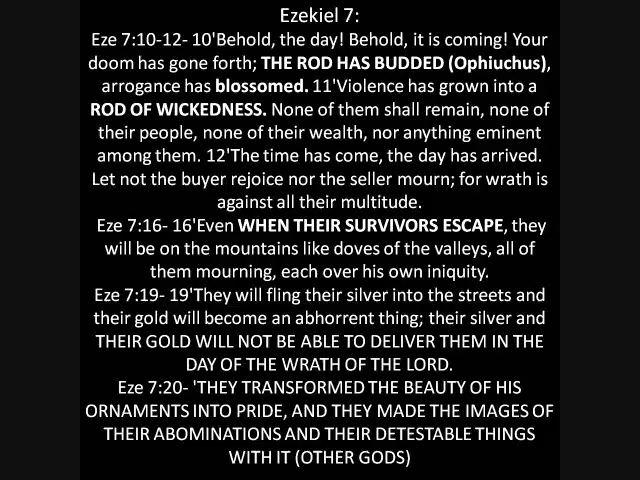 Ezekiel 7:
Eze 7:10-12- 10'Behold, the day! Behold, it is coming! Your
doom has gone forth; THE ROD HAS BUDDED (Ophiuchus),
arrogance has blossomed. 11'Violence has grown into a
ROD OF WICKEDNESS. None of them shall remain, none of
their people, none of their wealth, nor anything eminent
among them. 12'The time has come, the day has arrived.
Let not the buyer rejoice nor the seller mourn; for wrath is
against all their multitude.
Eze 7:16- 16'Even WHEN THEIR SURVIVORS ESCAPE, they
will be on the mountains like doves of the valleys, all of
them mourning, each over his own iniquity.
Eze 7:19- 19'They will fling their silver into the streets and
their gold will become an abhorrent thing; their silver and
THEIR GOLD WILL NOT BE ABLE TO DELIVER THEM IN THE
DAY OF THE WRATH OF THE LORD.
Eze 7:20- 'THEY TRANSFORMED THE BEAUTY OF HIS
ORNAMENTS INTO PRIDE, AND THEY MADE THE IMAGES OF
THEIR ABOMINATIONS AND THEIR DETESTABLE THINGS
WITH IT (OTHER GODS)